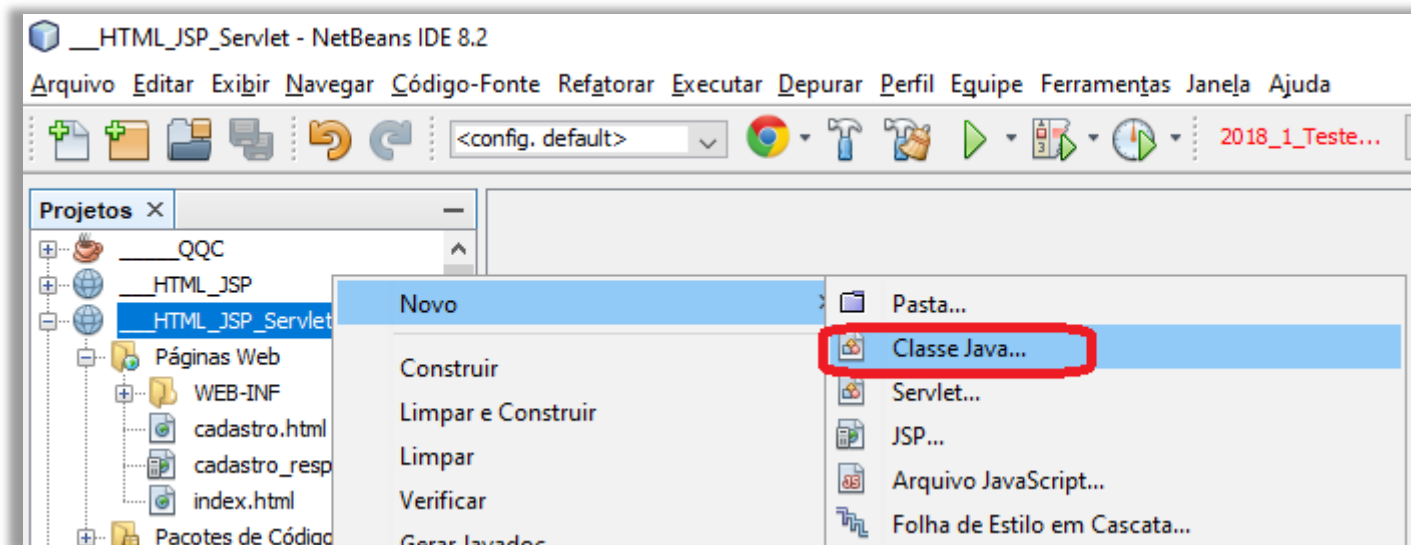 ___HTML_JSP_Servlet - NetBeans IDE 8.2
Arquivo Editar Exibir Navegar Código-Fonte Refatorar Executar Depurar Perfil Equipe Ferramentas Janela Ajuda
<config. default> 2018_1_Teste...
Projetos
_____QQC
___HTML_JSP
___HTML_JSP_Servlet
Páginas Web
WEB-INF
cadastro.html
cadastro_resp
index.html
Pacotes de Código
Novo
Construir
Limpar e Construir
Limpar
Verificar
Gerar Javadoc
Pasta...
Classe Java...
Servlet...
JSP...
Arquivo JavaScript...
Folha de Estilo em Cascata...